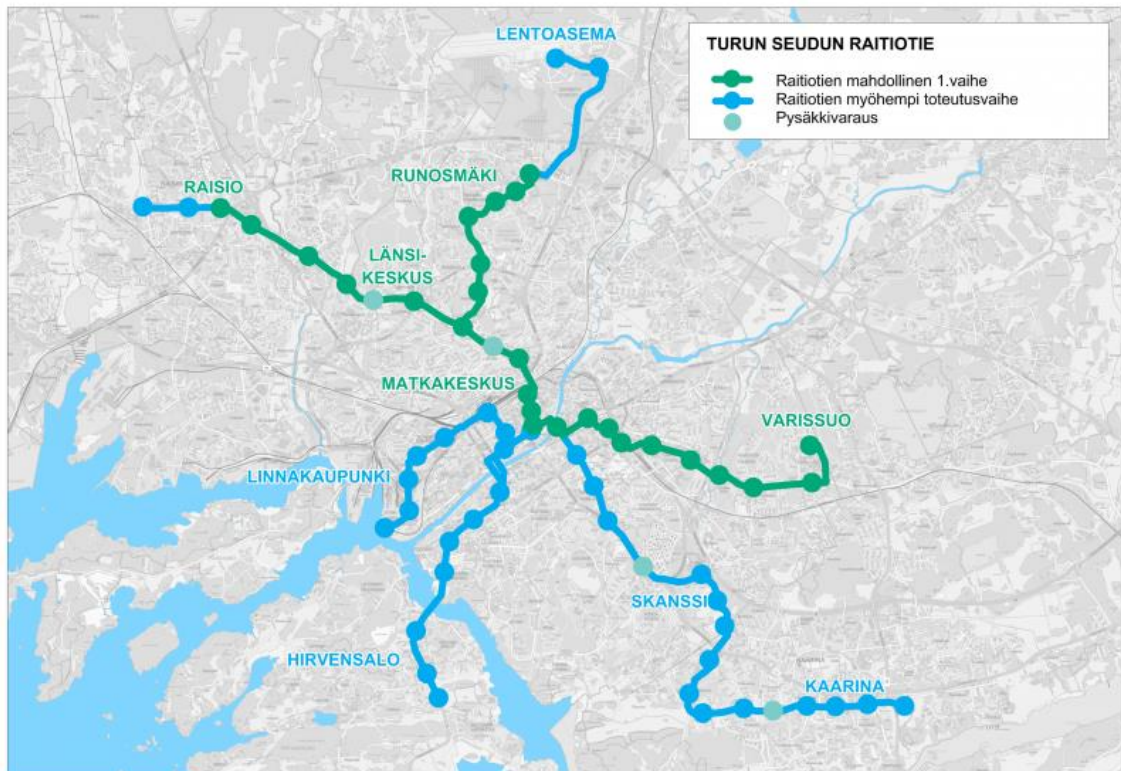 LENTOASEMA
TURUN SEUDUN RAITIOTIE
Raitiotien mahdollinen 1.vaihe
Raitiotien myöhempi toteutusvaihe
Pysäkkivaraus
RUNOSMÄKI
RAISIO
LÄNSI-
KESKUS
MATKAKESKUS
VARISSUO
LINNAKAUPUNKI
SKANSSI
HIRVENSALO
KAARINA